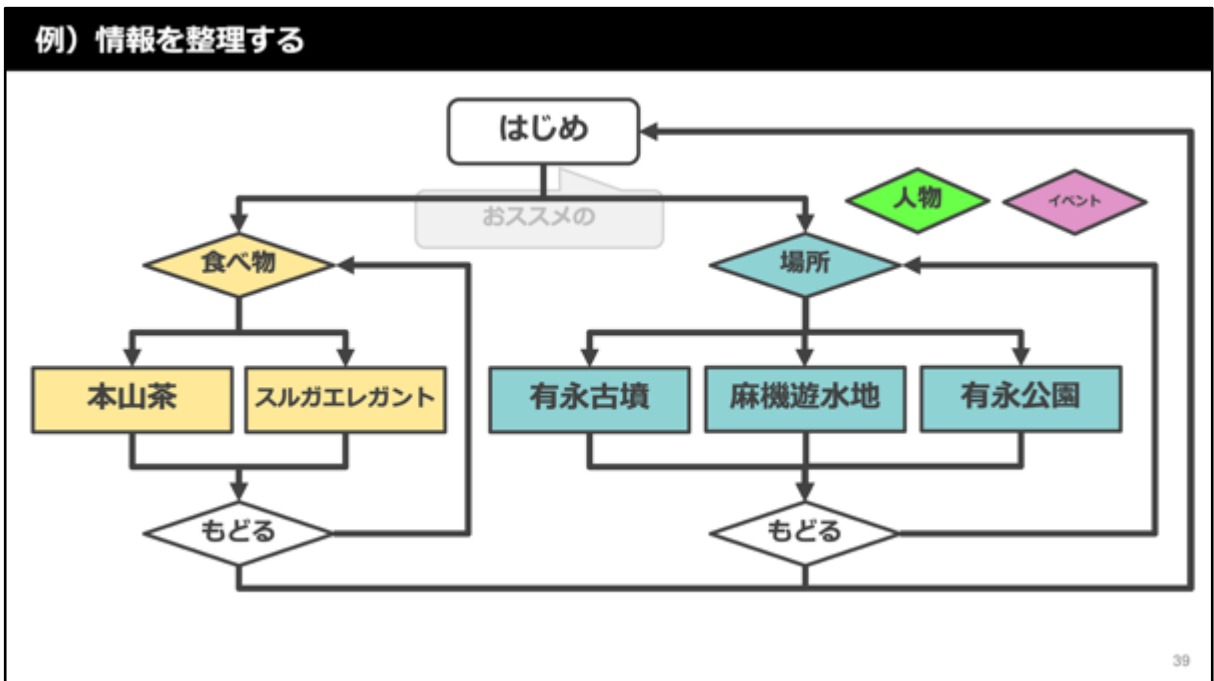 例）情報を整理する
はじめ
おススメの
人物
イベント
食べ物
場所
本山茶
スルガエレガント
有永古墳
麻機遊水地
有永公園
もどる
もどる
39